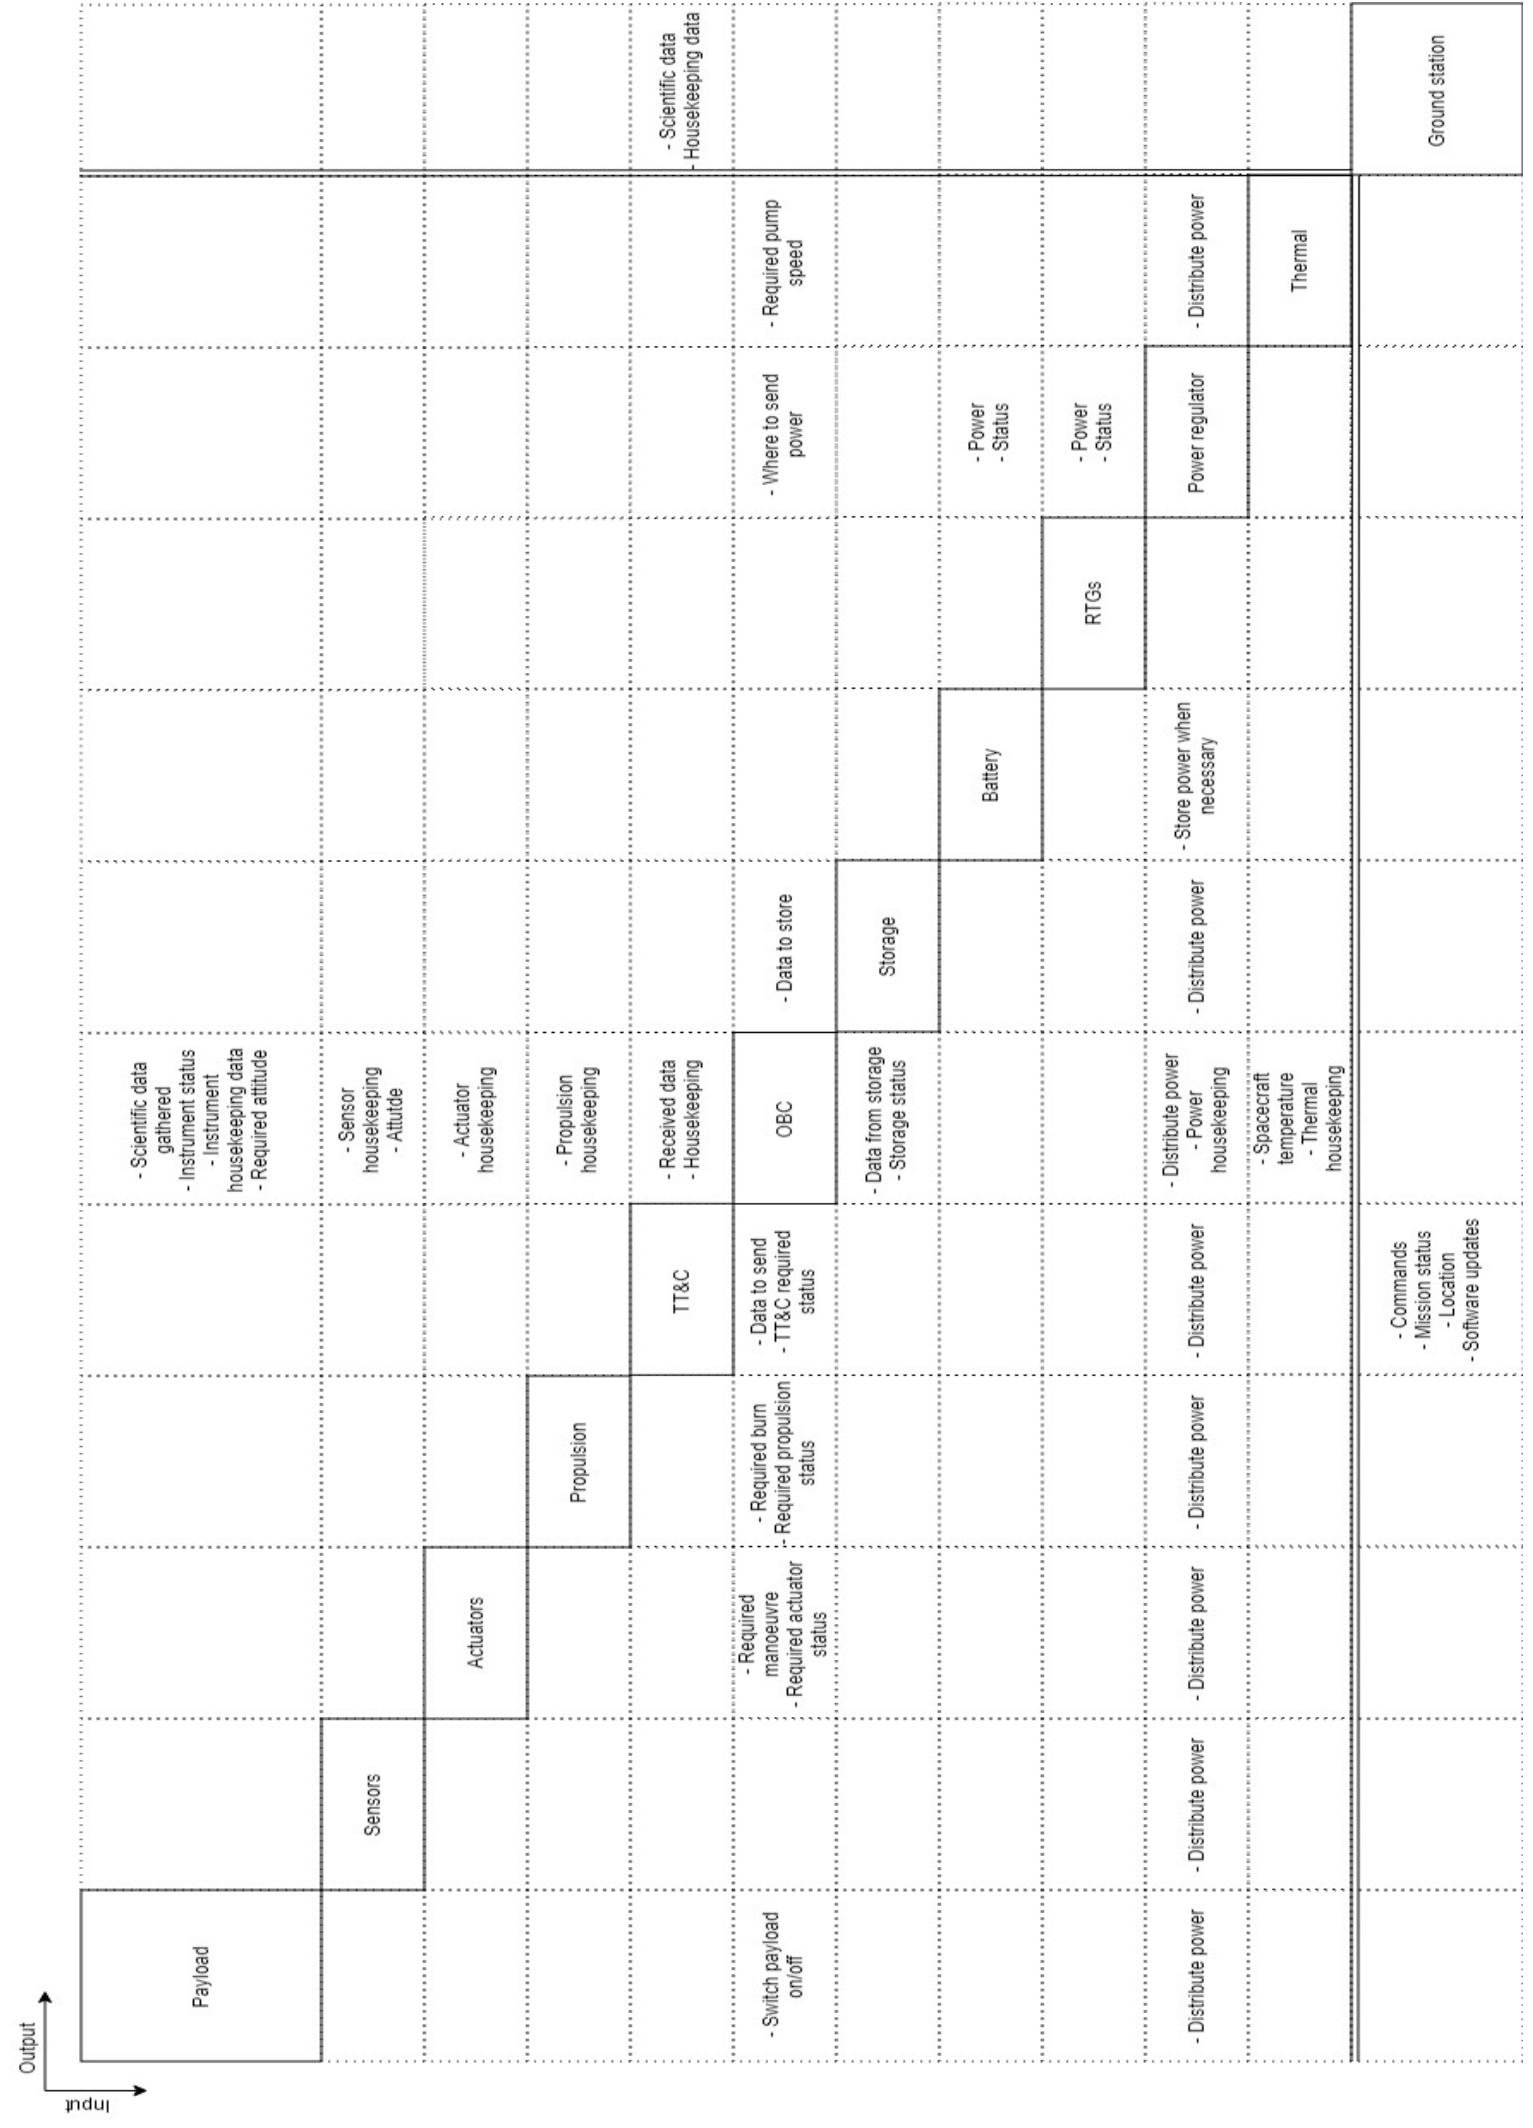 Output
Input
Payload
- Scientific data
gathered
- Instrument status
- Instrument
housekeeping data
- Required attitude
Sensors
- Sensor
housekeeping
- Attutde
Actuators
- Actuator
housekeeping
Propulsion
- Propulsion
housekeeping
TT&C
- Received data
- Housekeeping
- Scientific data
- Housekeeping data
- Switch payload
on/off
- Required
manoeuvre
- Required actuator
status
- Required burn
- Required propulsion
status
- Data to send
- TT&C required
status
OBC
- Data to store
- Where to send
power
- Required pump
speed
- Data from storage
- Storage status
Storage
Battery
- Power
- Status
RTGs
- Power
- Status
- Distribute power
- Distribute power
- Distribute power
- Distribute power
- Distribute power
- Distribute power
- Power
housekeeping
- Distribute power
- Store power when
necessary
Power regulator
- Distribute power
- Spacecraft
temperature
- Thermal
housekeeping
Thermal
- Commands
- Mission status
- Location
- Software updates
Ground station